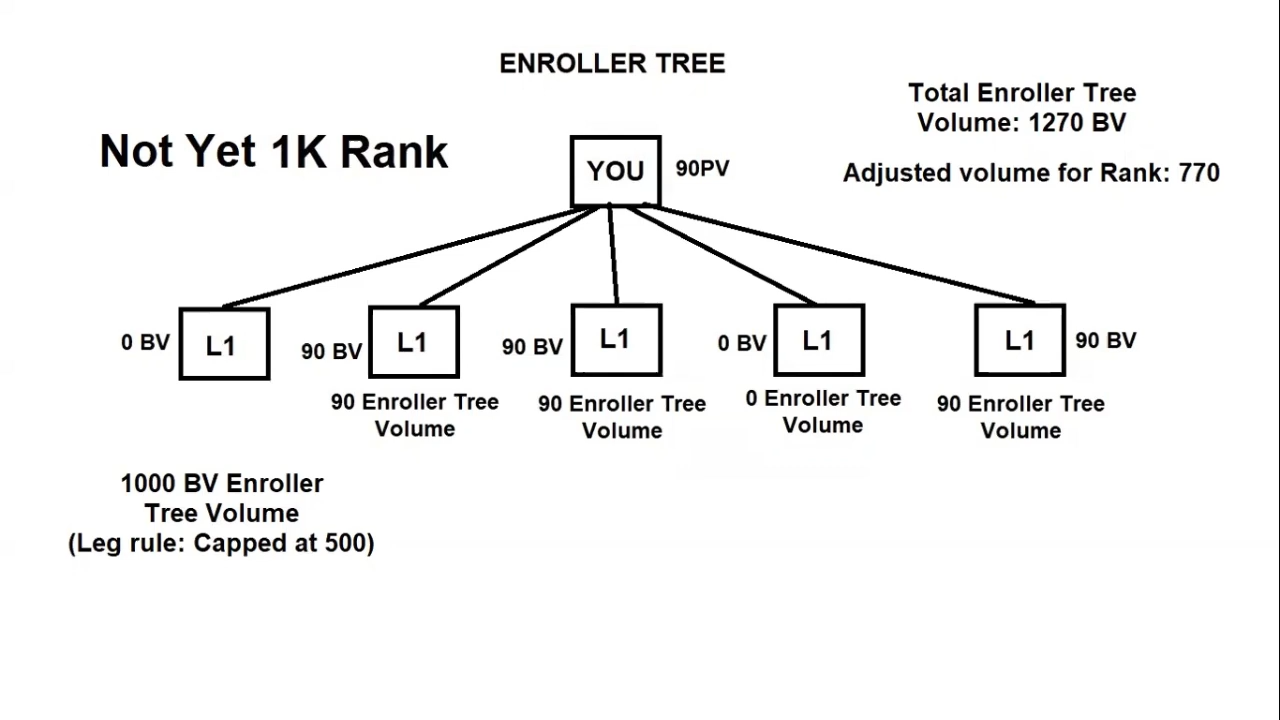 ENROLLER TREE
Total Enroller Tree
Volume: 1270 BV
Not Yet 1K Rank
YOU
90PV
Adjusted volume for Rank: 770
0 BV
L1
90 BV
L1
90 BV
L1
0 BV
L1
L1
90 BV
90 Enroller Tree
Volume
90 Enroller Tree
Volume
0 Enroller Tree
Volume
90 Enroller Tree
Volume
1000 BV Enroller
Tree Volume
(Leg rule: Capped at 500)